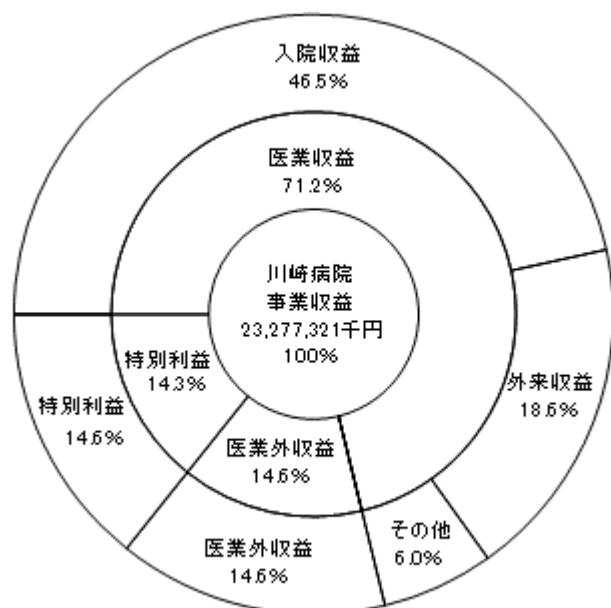 入院収益
46.5%
医業収益
71.2%
川崎病院
事業収益
23,277,321千円
100%
特別利益
14.3%
特別利益
14.6%
外来収益
18.6%
医業外収益
14.6%
その他
6.0%
医業外収益
14.6%